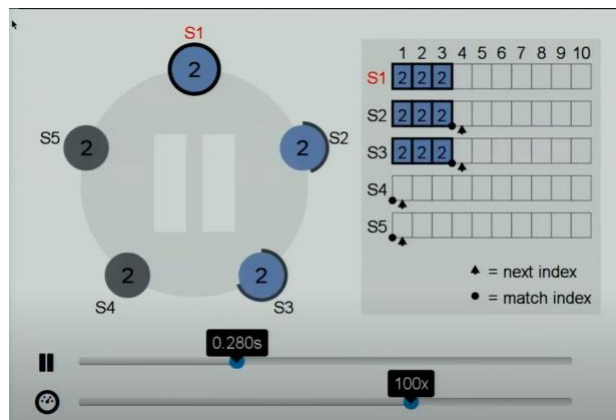 S1
2
S5
2
2
S2
2
S4
2
S3
1 2 3 4 5 6 7 8 9 10
S1 2 2 2
S2 2 2 2
S3 2 2 2
S4
S5
= next index
= match index
0.280s
100x